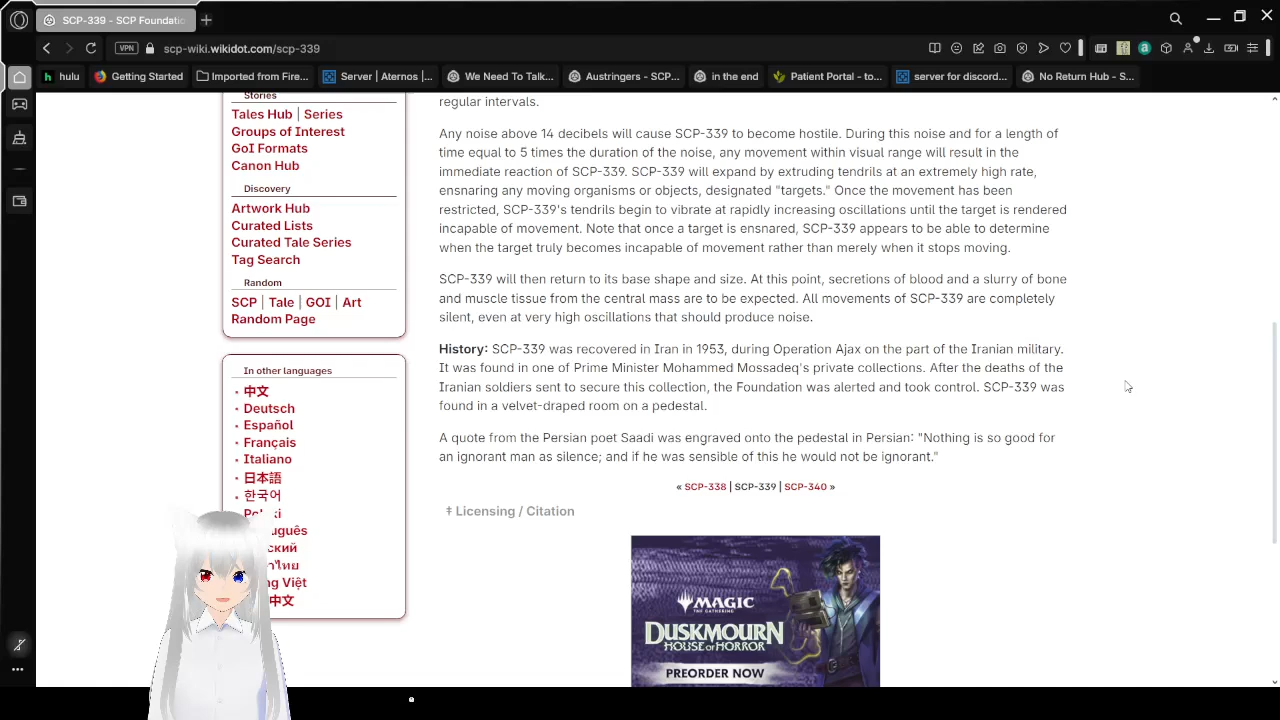 SCP-339 - SCP Foundatio
scp-wiki.wikidot.com/scp-339
VPN
hulu
Getting Started
Imported from Fire...
Server | Aternos |...
We Need To Talk...
Austringers - SCP...
in the end
Patient Portal - to...
server for discord...
No Return Hub - S...
Stories
Tales Hub | Series
Groups of Interest
GoI Formats
Canon Hub
Discovery
Artwork Hub
Curated Lists
Curated Tale Series
Tag Search
Random
SCP | Tale | GOI | Art
Random Page
In other languages
中文
Deutsch
Español
Français
Italiano
日本語
한국어
中文
regular intervals.
Any noise above 14 decibels will cause SCP-339 to become hostile. During this noise and for a length of
time equal to 5 times the duration of the noise, any movement within visual range will result in the
immediate reaction of SCP-339. SCP-339 will expand by extruding tendrils at an extremely high rate,
ensnaring any moving organisms or objects, designated "targets." Once the movement has been
restricted, SCP-339's tendrils begin to vibrate at rapidly increasing oscillations until the target is rendered
incapable of movement. Note that once a target is ensnared, SCP-339 appears to be able to determine
when the target truly becomes incapable of movement rather than merely when it stops moving.
SCP-339 will then return to its base shape and size. At this point, secretions of blood and a slurry of bone
and muscle tissue from the central mass are to be expected. All movements of SCP-339 are completely
silent, even at very high oscillations that should produce noise.
History: SCP-339 was recovered in Iran in 1953, during Operation Ajax on the part of the Iranian military.
It was found in one of Prime Minister Mohammed Mossadeq's private collections. After the deaths of the
Iranian soldiers sent to secure this collection, the Foundation was alerted and took control. SCP-339 was
found in a velvet-draped room on a pedestal.
A quote from the Persian poet Saadi was engraved onto the pedestal in Persian: "Nothing is so good for
an ignorant man as silence; and if he was sensible of this he would not be ignorant."
« SCP-338 | SCP-339 | SCP-340 »
‡ Licensing / Citation
MAGIC
THE GATHERING
DUSKMOURN
HOUSE OF HORROR
PREORDER NOW